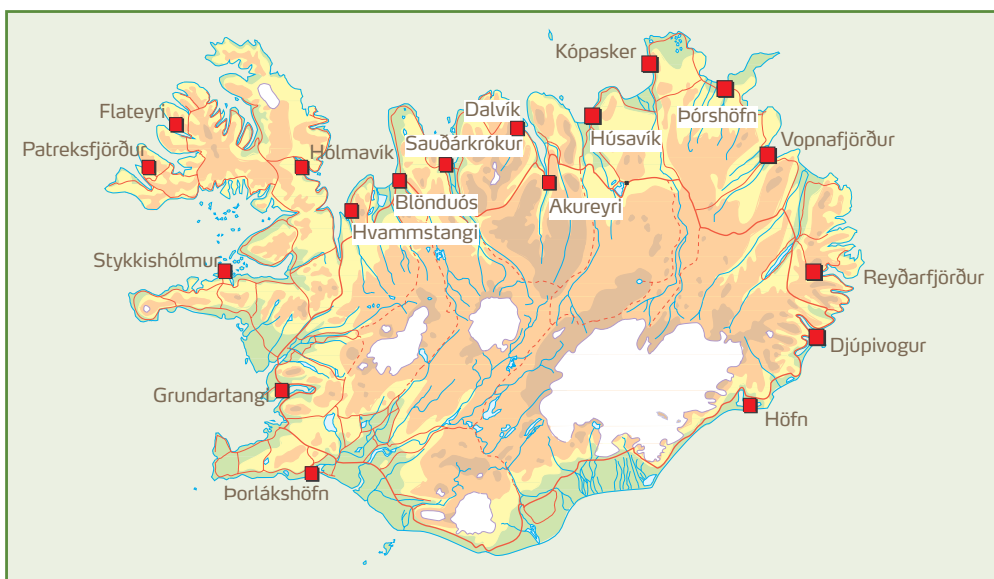 Kópasker
Þórshöfn
Dalvík
Húsavík
Flateyri
Sauðárkrókur
Vopnafjörður
Patreksfjörður
Hólmavík
Blönduós
Akureyri
Hvammstangi
Stykkishólmur
Reyðarfjörður
Djúpivogur
Grundartangi
Höfn
Þorlákshöfn